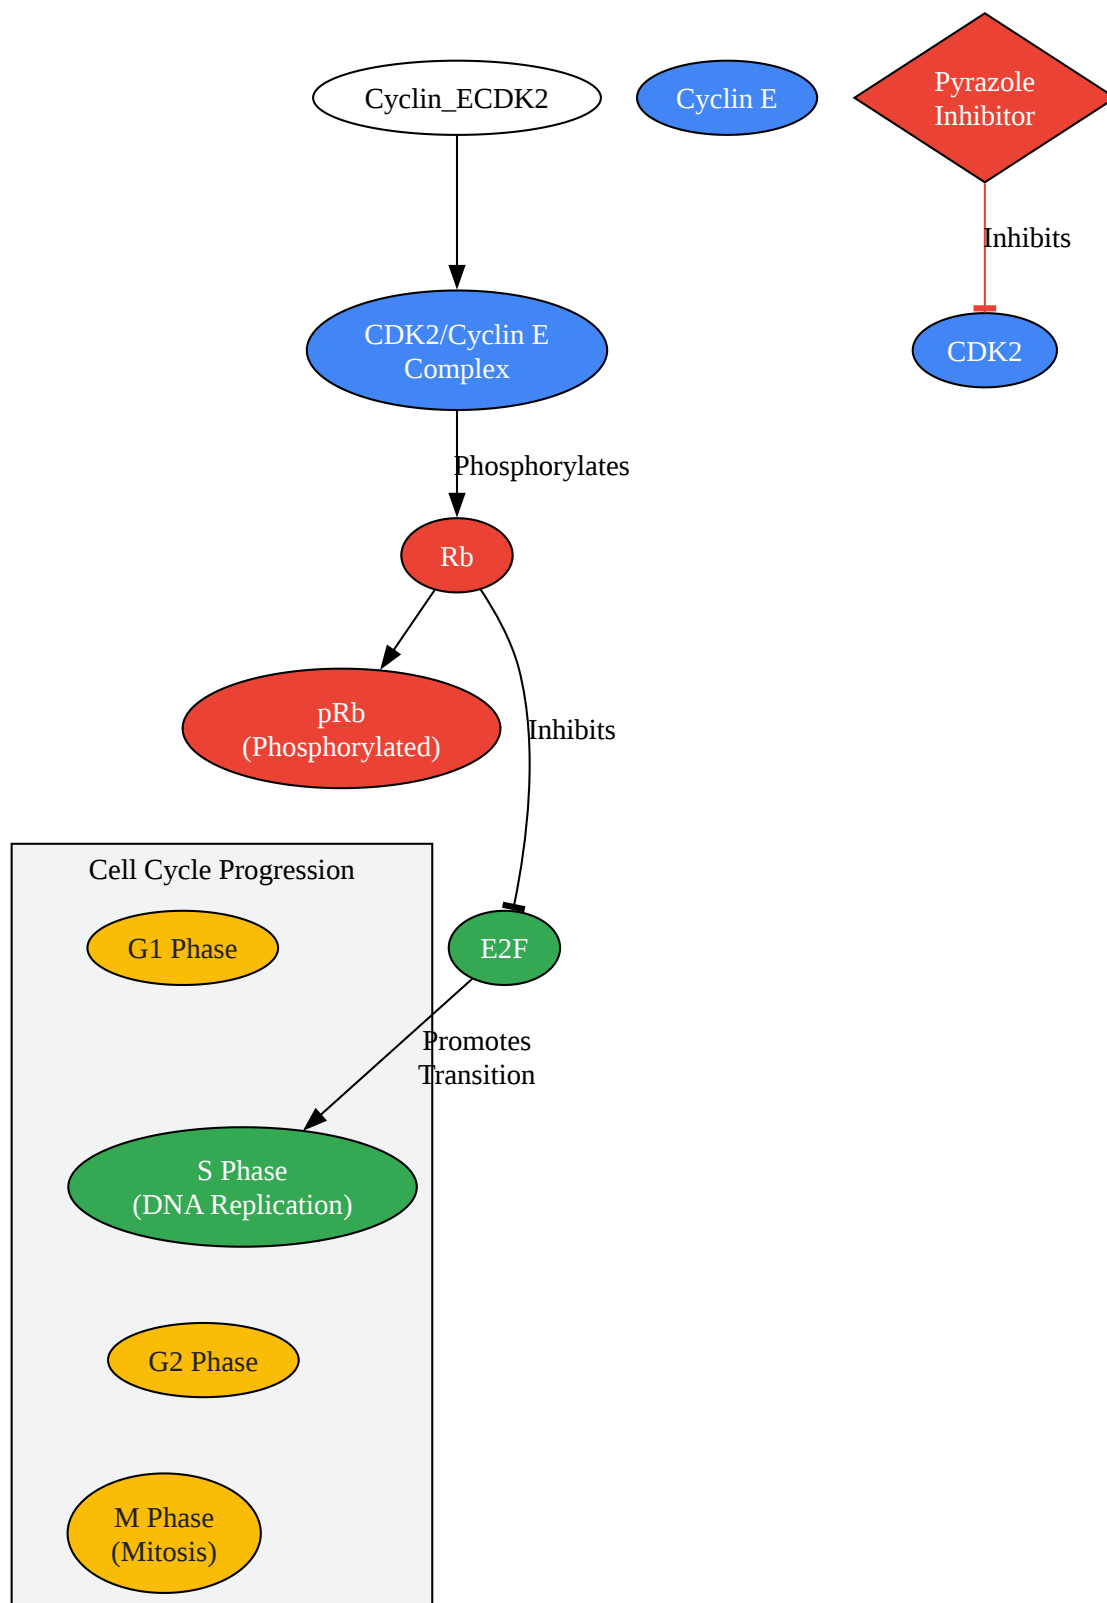 Cyclin_ECDK2
Cyclin E
Pyrazole
Inhibitor
Inhibits
CDK2/Cyclin E
Complex
CDK2
Phosphorylates
Rb
pRb
(Phosphorylated)
Inhibits
Cell Cycle Progression
G1 Phase
E2F
Promotes
Transition
S Phase
(DNA Replication)
G2 Phase
M Phase
(Mitosis)